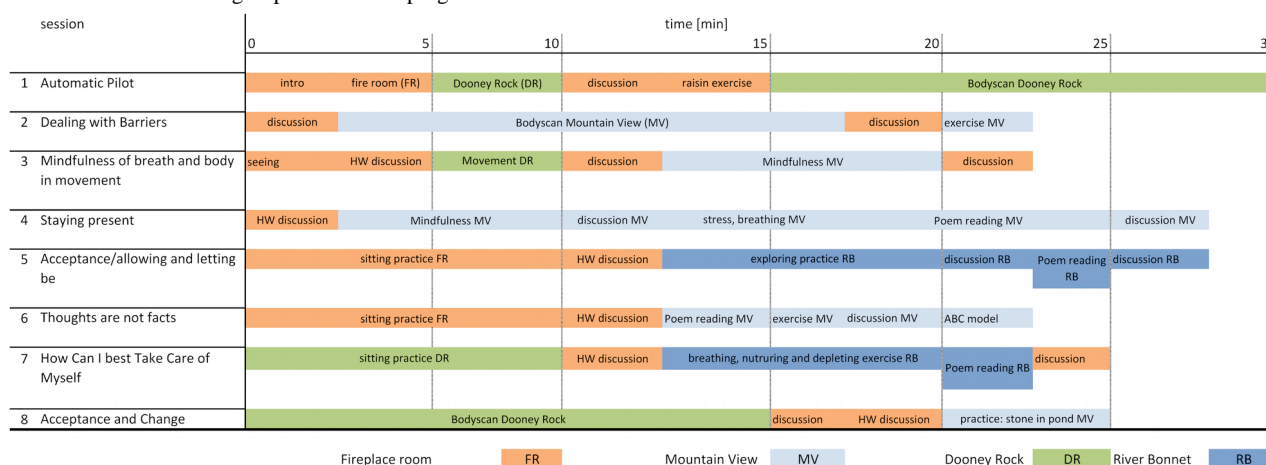 session time [min]
0 5 10 15 20 25
1 Automatic Pilot intro fire room (FR) Dooney Rock (DR) discussion raisin exercise Bodyscan Dooney Rock
2 Dealing with Barriers discussion Bodyscan Mountain View (MV) discussion exercise MV
3 Mindfulness of breath and body seeing HW discussion Movement DR discussion Mindfulness MV discussion
in movement
4 Staying present HW discussion Mindfulness MV discussion MV stress, breathing MV Poem reading MV discussion MV
5 Acceptance/allowing and letting sitting practice FR HW discussion exploring practice RB discussion RB Poem reading discussion RB
be RB
6 Thoughts are not facts sitting practice FR HW discussion Poem reading MV exercise MV discussion MV ABC model
7 How Can I best Take Care of sitting practice DR HW discussion breathing, nutruring and depleting exercise RB discussion
Myself Poem reading RB
8 Acceptance and Change Bodyscan Dooney Rock discussion HW discussion practice: stone in pond MV
Fireplace room FR Mountain View MV Dooney Rock DR River Bonnet RB